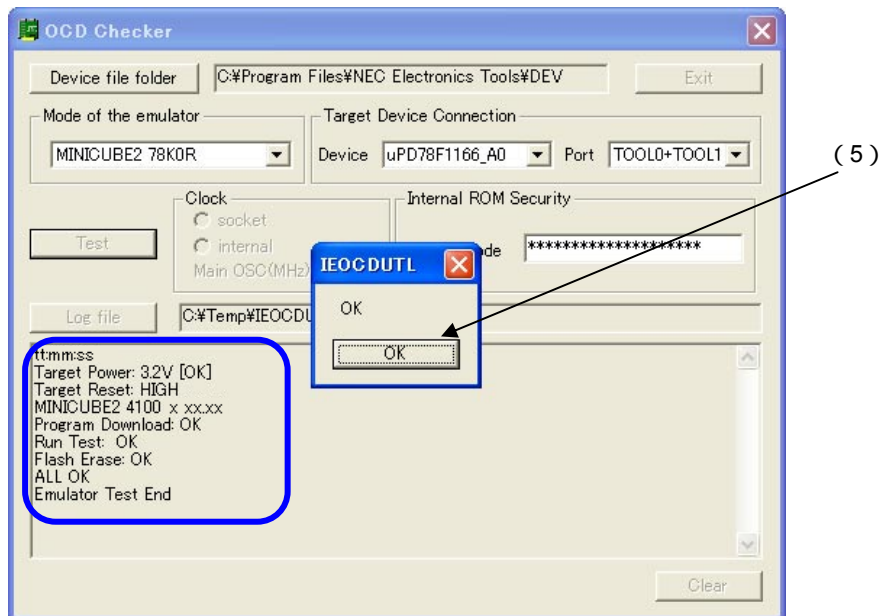 OCD Checker
Device file folder
C:¥Program Files¥NEC Electronics Tools¥DEV
Exit
Mode of the emulator
MINICUBE2 78K0R
Target Device Connection
Device
uPD78F1166_A0
Port
TOOL0+TOOL1
(5)
Test
Clock
socket
internal
Main OSC(MHz)
Internal ROM Security
de
********************
Log file
C:¥Temp¥IEOCDU
IEOCDUTL
OK
OK
tt:mm:ss
Target Power: 3.2V [OK]
Target Reset: HIGH
MINICUBE2 4100 x xx.xx
Program Download: OK
Run Test: OK
Flash Erase: OK
ALL OK
Emulator Test End
Clear